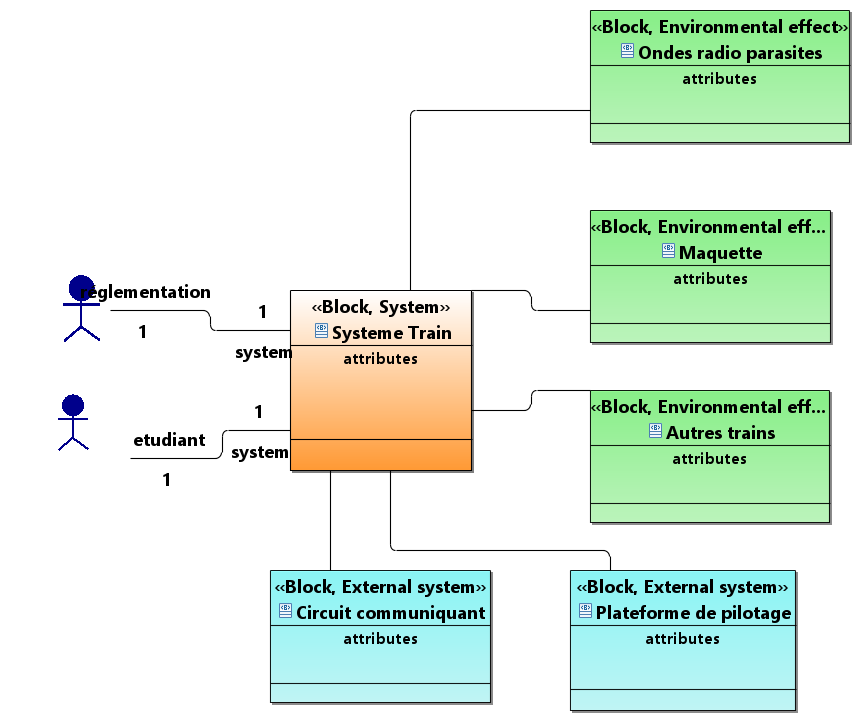 «Block, Environmental effect»
Ondes radio parasites
attributes
«Block, Environmental eff...
Maquette
attributes
réglementation
1
1
system
«Block, System»
Systeme Train
attributes
«Block, Environmental eff...
Autres trains
attributes
etudiant
1
1
system
«Block, External system»
Circuit communiquant
attributes
«Block, External system»
Plateforme de pilotage
attributes